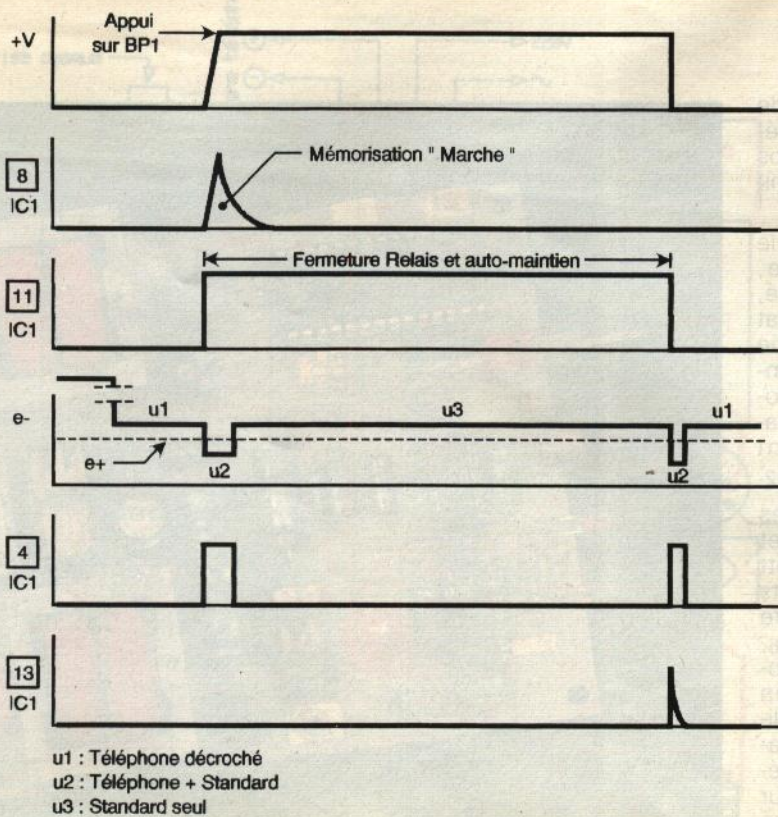 Appui
sur BP1
+V
8
IC1
Mémorisation " Marche "
11
IC1
Fermeture Relais et auto-maintien
e-
u1
u3
u1
e+
u2
u2
4
IC1
13
IC1
u1 : Téléphone décroché
u2 : Téléphone + Standard
u3 : Standard seul